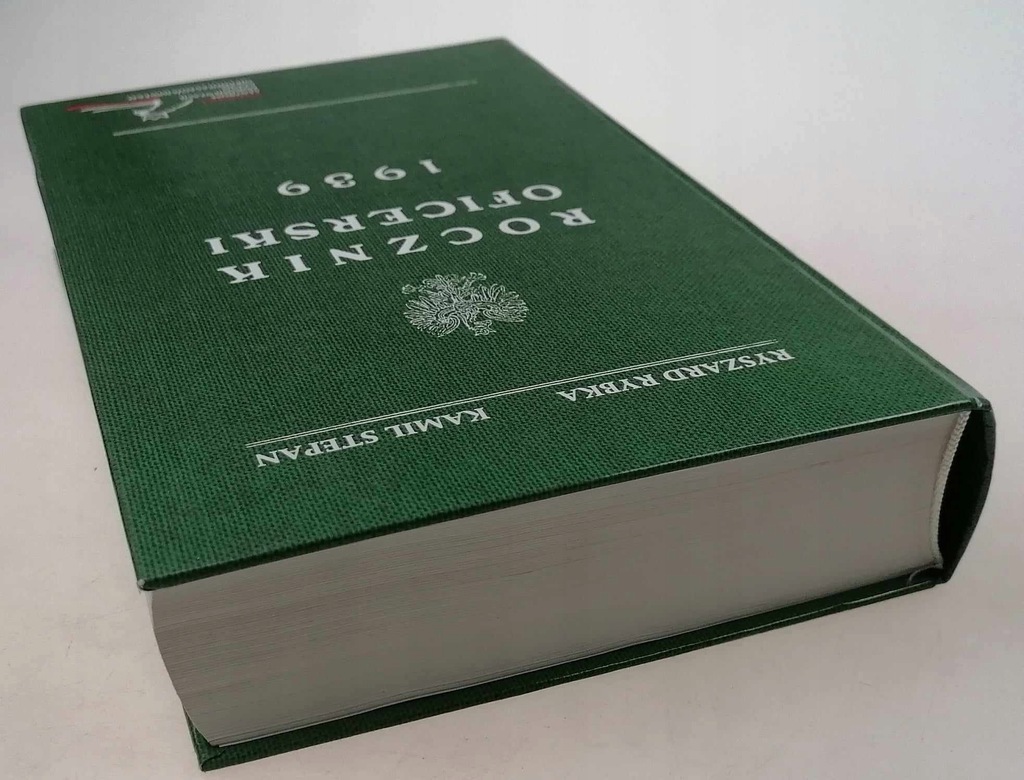 RYSZARD RYBKA
KAMIL STEPAN
ROCZNIK
OFICERSKI
1939